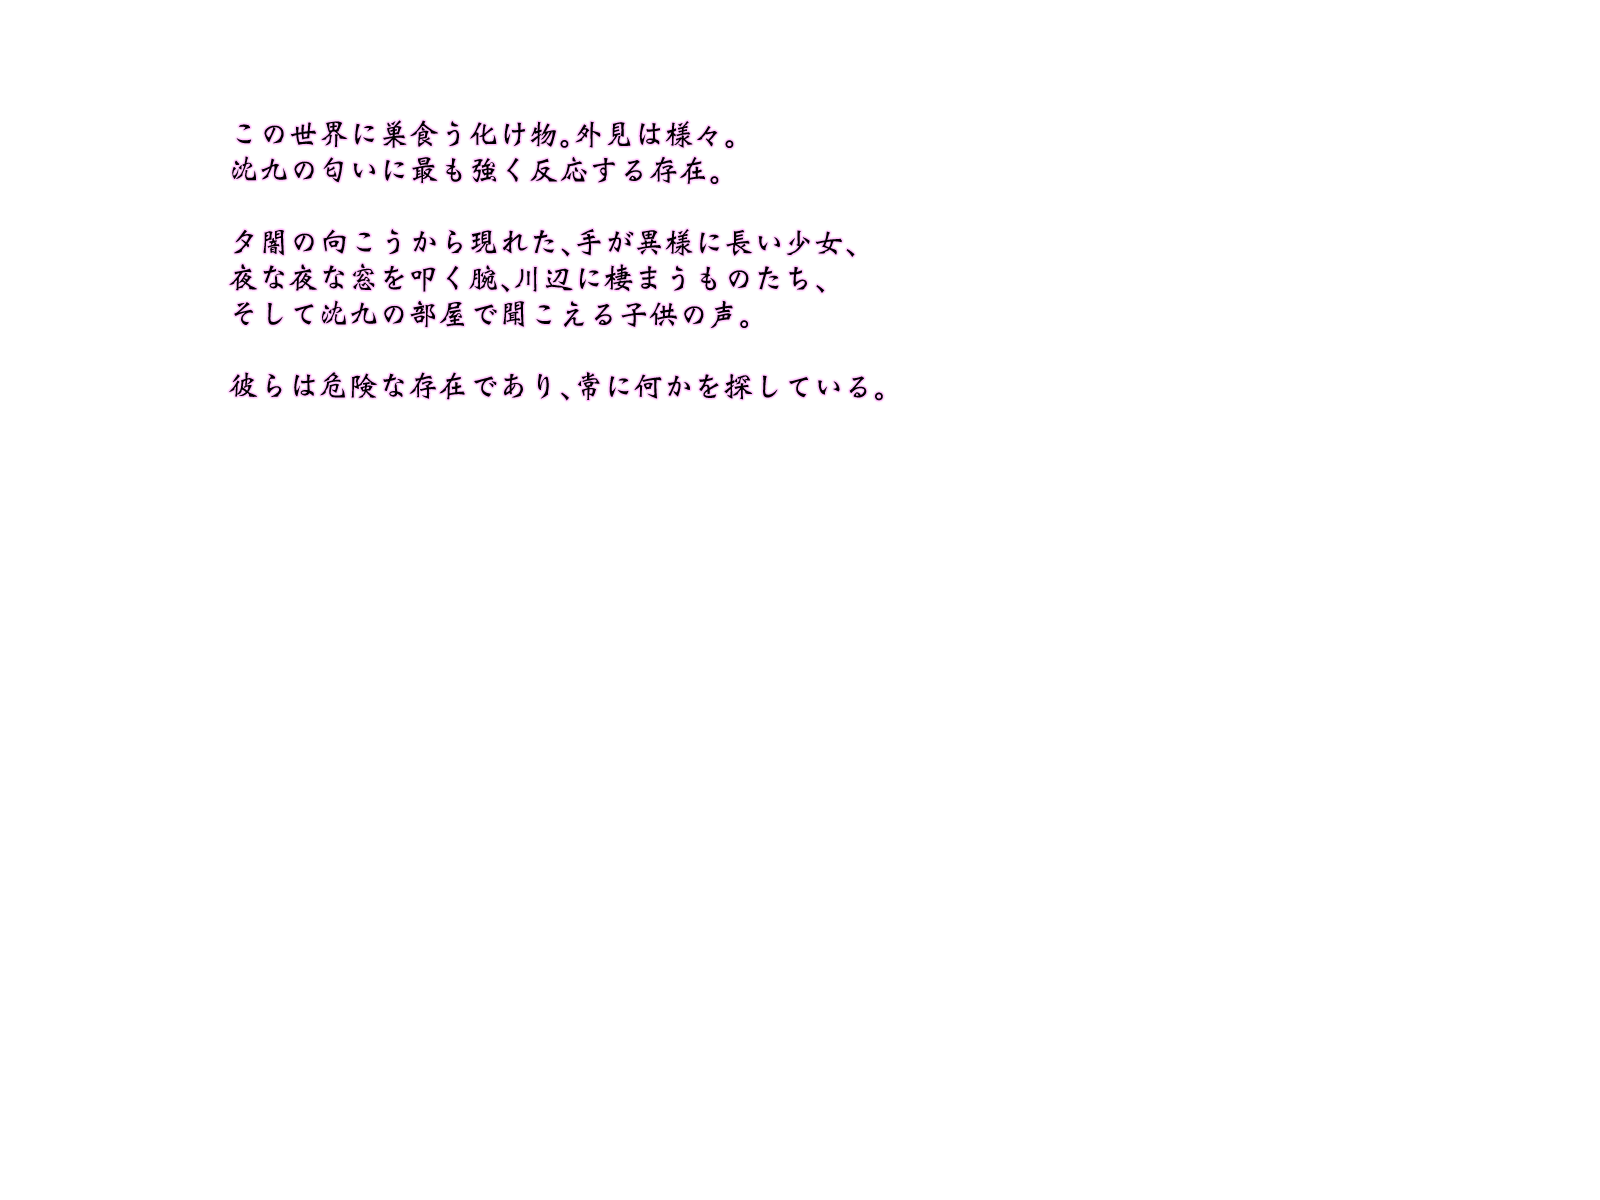 この世界に巣食う化け物。外見は様々。
沈九の匂いに最も強く反応する存在。
夕闇の向こうから現れた、手が異様に長い少女、
夜な夜な窓を叩く腕、川辺に棲まうものたち、
そして沈九の部屋で聞こえる子供の声。
彼らは危険な存在であり、常に何かを探している。